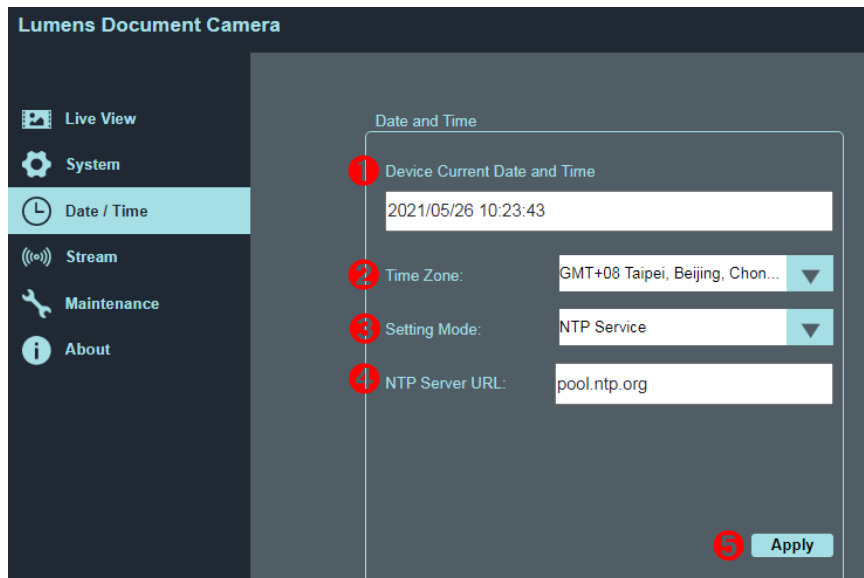 Lumens Document Camera
Live View
System
Date / Time
Stream
Maintenance
About
Date and Time
1 Device Current Date and Time
2021/05/26 10:23:43
2 Time Zone: GMT+08 Taipei, Beijing, Chon...
3 Setting Mode: NTP Service
4 NTP Server URL: pool.ntp.org
5 Apply